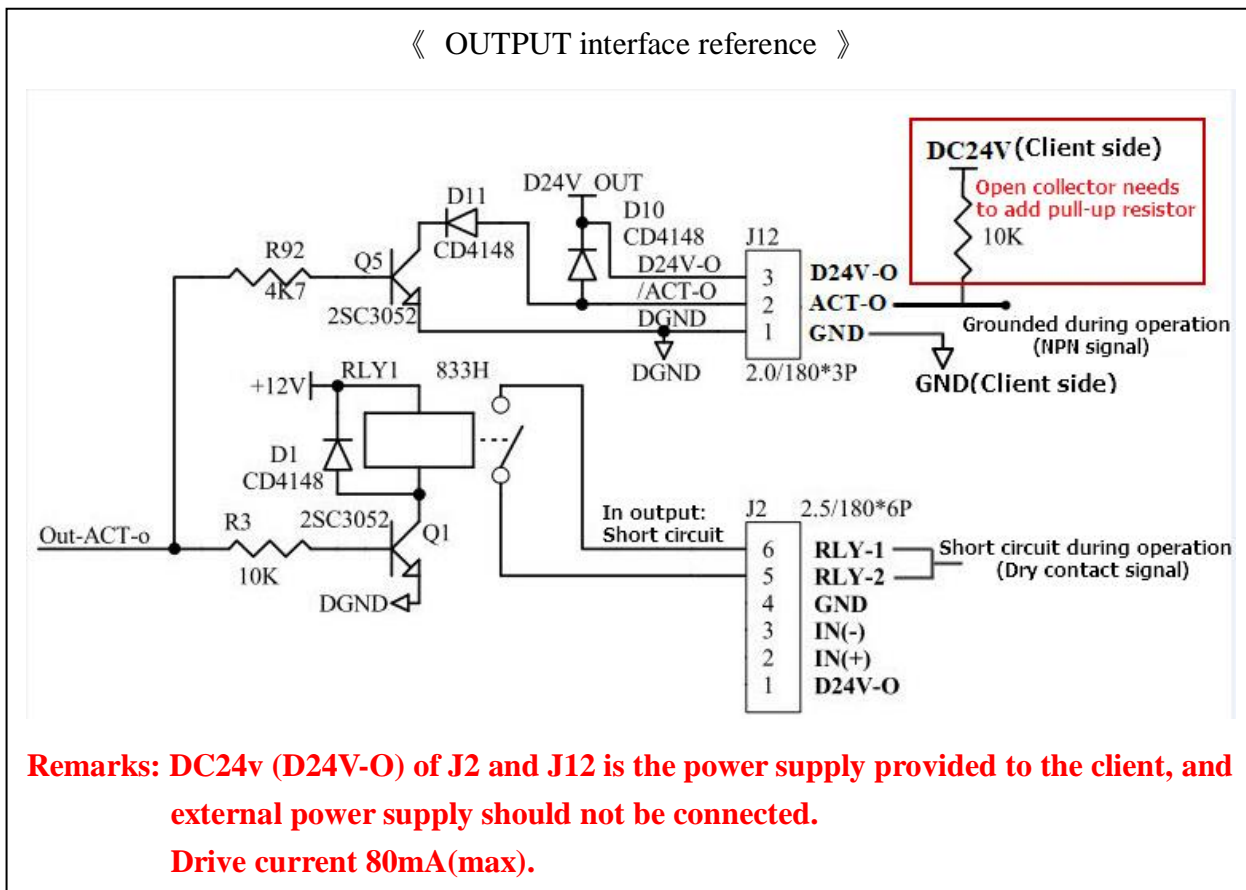 《 OUTPUT interface reference 》
DC24V (Client side)
Open collector needs
to add pull-up resistor
10K
D24V OUT
D11
CD4148
D10
CD4148
J12
R92
4K7
Q5
2SC3052
D24V-O
/ACT-O
DGND
3
2
1
D24V-O
ACT-O
GND
Grounded during operation
(NPN signal)
DGND
2.0/180*3P
GND(Client side)
RLY1
833H
+12V
D1
CD4148
Out-ACT-o
R3
10K
2SC3052
Q1
DGND
In output:
Short circuit
J2
2.5/180*6P
6 RLY-1
5 RLY-2
4 GND
3 IN(-)
2 IN(+)
1 D24V-O
Short circuit during operation
(Dry contact signal)
Remarks: DC24v (D24V-O) of J2 and J12 is the power supply provided to the client, and
external power supply should not be connected.
Drive current 80mA(max).